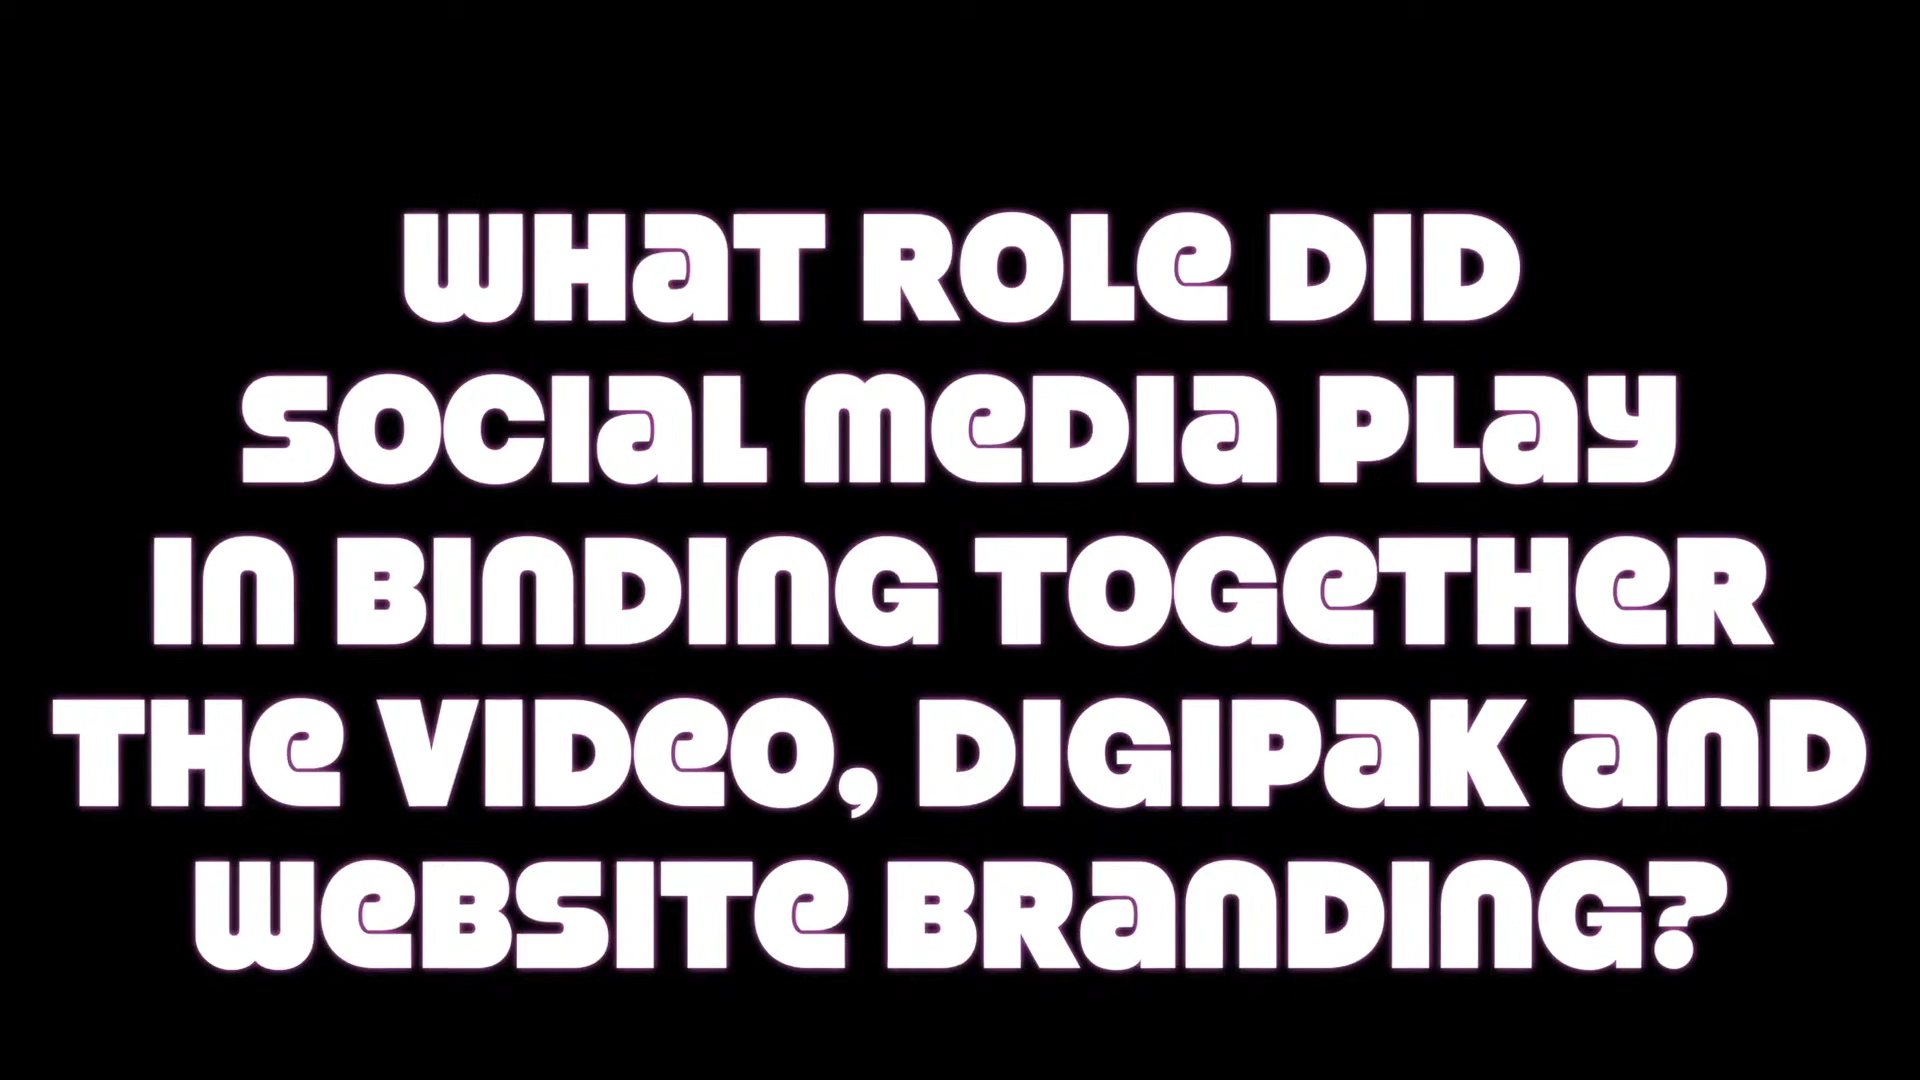 WHaT ROLe DID
SOCIaL MeDIa PLay
In BInDInG TOGeTHeR
THe VIDeO, DIGIPaK anD
WeBSITe BRanDInG?